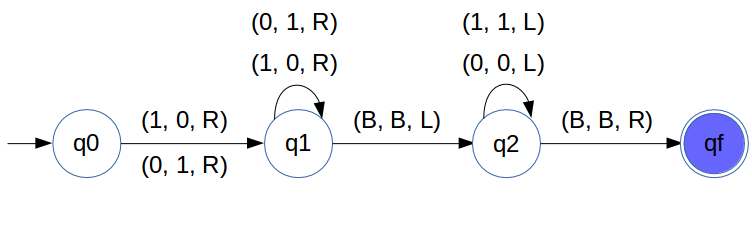 (0, 1, R)
(1, 0, R)
(1, 1, L)
(0, 0, L)
(1, 0, R)
(0, 1, R)
(B, B, L)
(B, B, R)
q0
q1
q2
qf